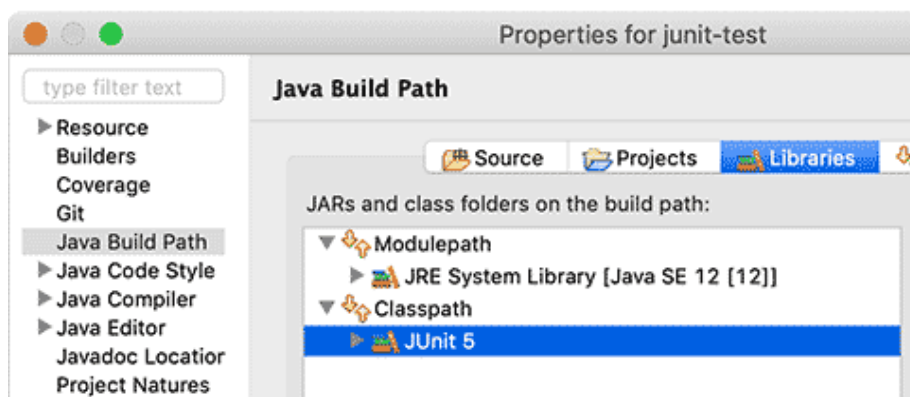 Properties for junit-test
type filter text
Java Build Path
Resource
Builders
Coverage
Git
Java Build Path
Java Code Style
Java Compiler
Java Editor
Javadoc Location
Project Natures
Source
Projects
Libraries
JARs and class folders on the build path:
Modulepath
JRE System Library [Java SE 12 [12]]
Classpath
JUnit 5